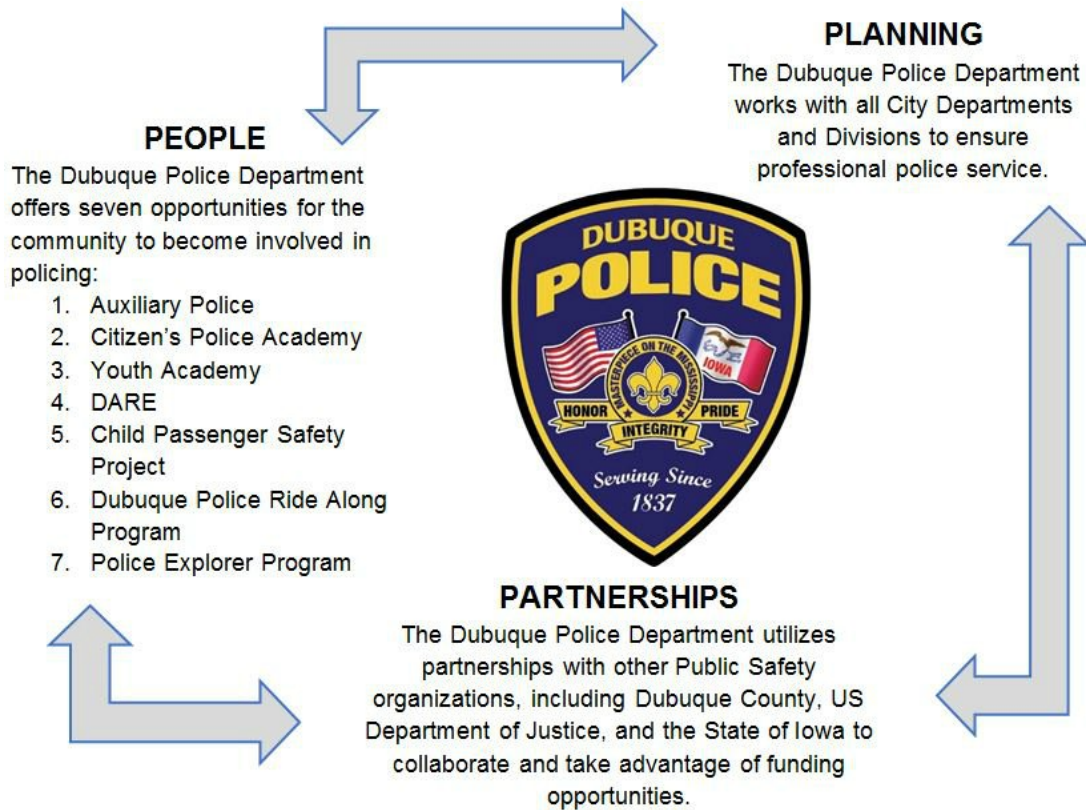 PEOPLE
The Dubuque Police Department
offers seven opportunities for the
community to become involved in
policing:
1. Auxiliary Police
2. Citizen's Police Academy
3. Youth Academy
4. DARE
5. Child Passenger Safety
Project
6. Dubuque Police Ride Along
Program
7. Police Explorer Program
PLANNING
The Dubuque Police Department
works with all City Departments
and Divisions to ensure
professional police service.
DUBUQUE
POLICE
MASTERPIECE ON THE MISSISSIPPI
IOWA
HONOR
INTEGRITY
PRIDE
Serving Since
1837
PARTNERSHIPS
The Dubuque Police Department utilizes
partnerships with other Public Safety
organizations, including Dubuque County, US
Department of Justice, and the State of Iowa to
collaborate and take advantage of funding
opportunities.